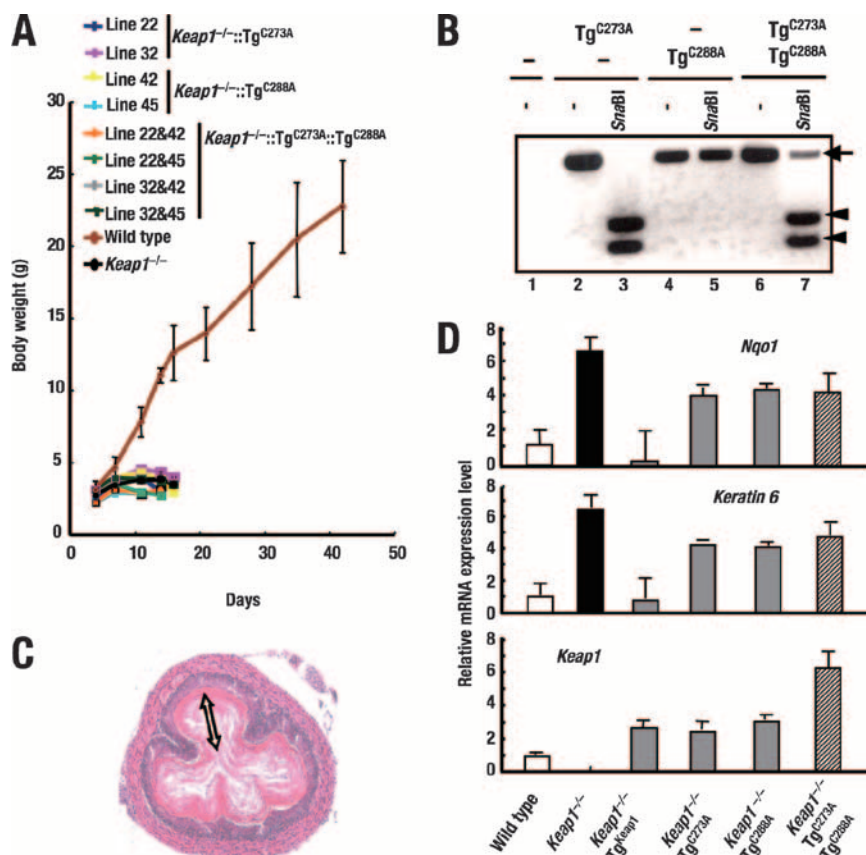 A
Line 22
Line 32
Keap1–/–::TgC273A
Line 42
Line 45
Keap1–/–::TgC288A
Line 22&42
Line 22&45
Line 32&42
Line 32&45
Keap1–/–::TgC273A::TgC288A
Wild type
Keap1–/–
Body weight (g)
30
25
20
15
10
5
0
0 10 20 30 40 50
Days
B
– TgC273A – TgC273A
– TgC288A TgC288A
- - SnaBI - SnaBI - SnaBI
1 2 3 4 5 6 7
C
D
Relative mRNA expression level
8
6
4
2
0
Nqo1
8
6
4
2
0
Keratin 6
8
6
4
2
0
Keap1
Wild type
Keap1–/–
Keap1–/–
TgKeap1
Keap1–/–
TgC273A
Keap1–/–
TgC288A
Keap1–/–
TgC273A
TgC288A